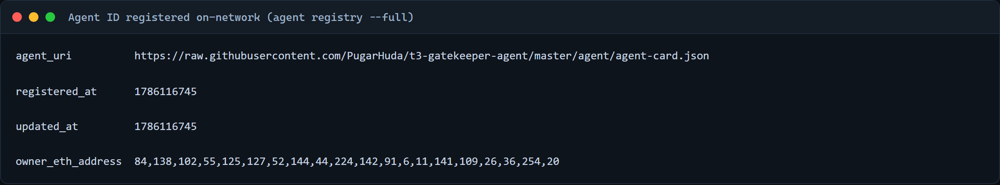 Agent ID registered on-network (agent registry --full)
agent_uri https://raw.githubusercontent.com/PugarHuda/t3-gatekeeper-agent/master/agent/agent-card.json
registered_at 1786116745
updated_at 1786116745
owner_eth_address 84,138,102,55,125,127,52,144,44,224,142,91,6,11,141,109,26,36,254,20